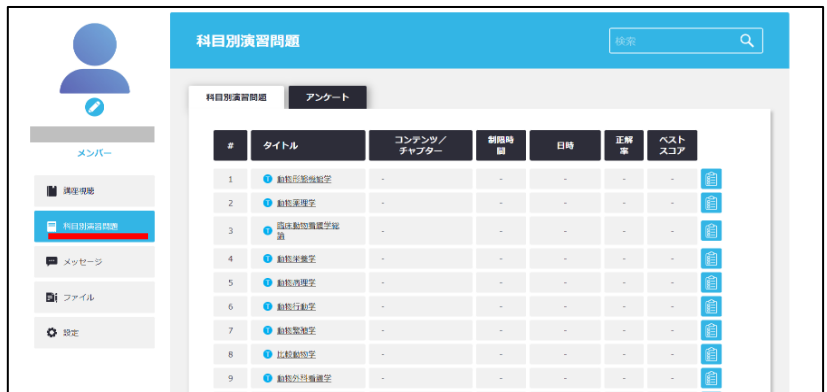 科目別演習問題
検索
科目別演習問題 アンケート
メンバー
講座視聴
科目別演習問題
メッセージ
ファイル
設定
# タイトル コンテンツ／チャプター 制限時間 日時 正解率 ベストスコア
1 動物形態機能学 - - - - -
2 動物薬理学 - - - - -
3 臨床動物看護学総論 - - - - -
4 動物栄養学 - - - - -
5 動物病理学 - - - - -
6 動物行動学 - - - - -
7 動物繁殖学 - - - - -
8 比較動物学 - - - - -
9 動物外科看護学 - - - - -